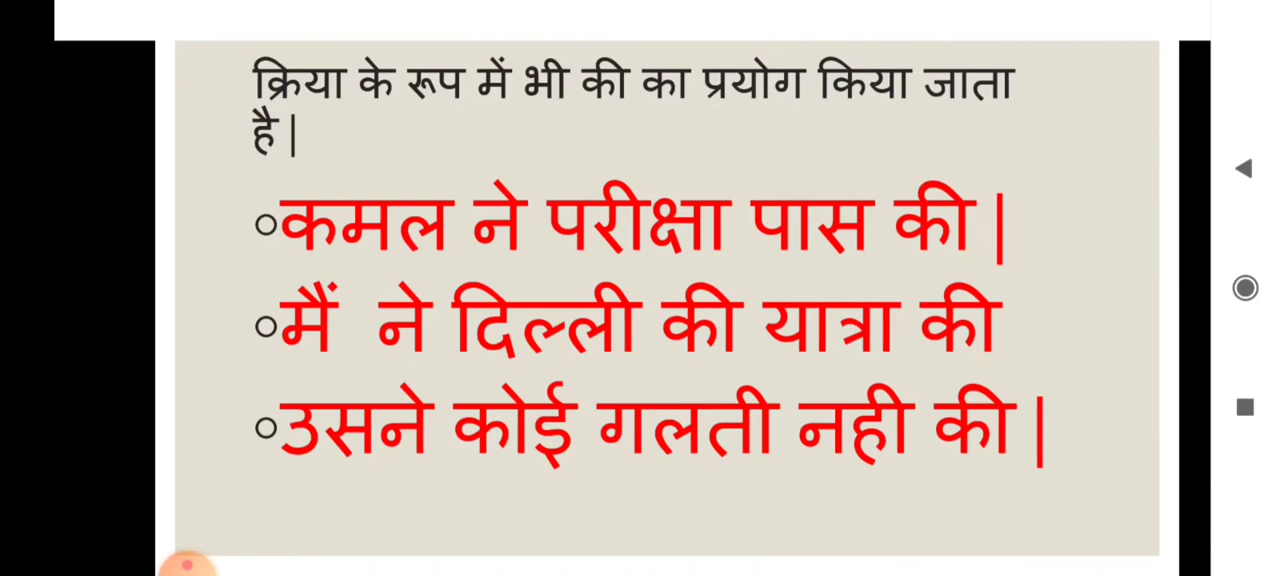 क्रिया के रूप में भी की का प्रयोग किया जाता
है|
कमल ने परीक्षा पास की|
मैं ने दिल्ली की यात्रा की
उसने कोई गलती नही की|